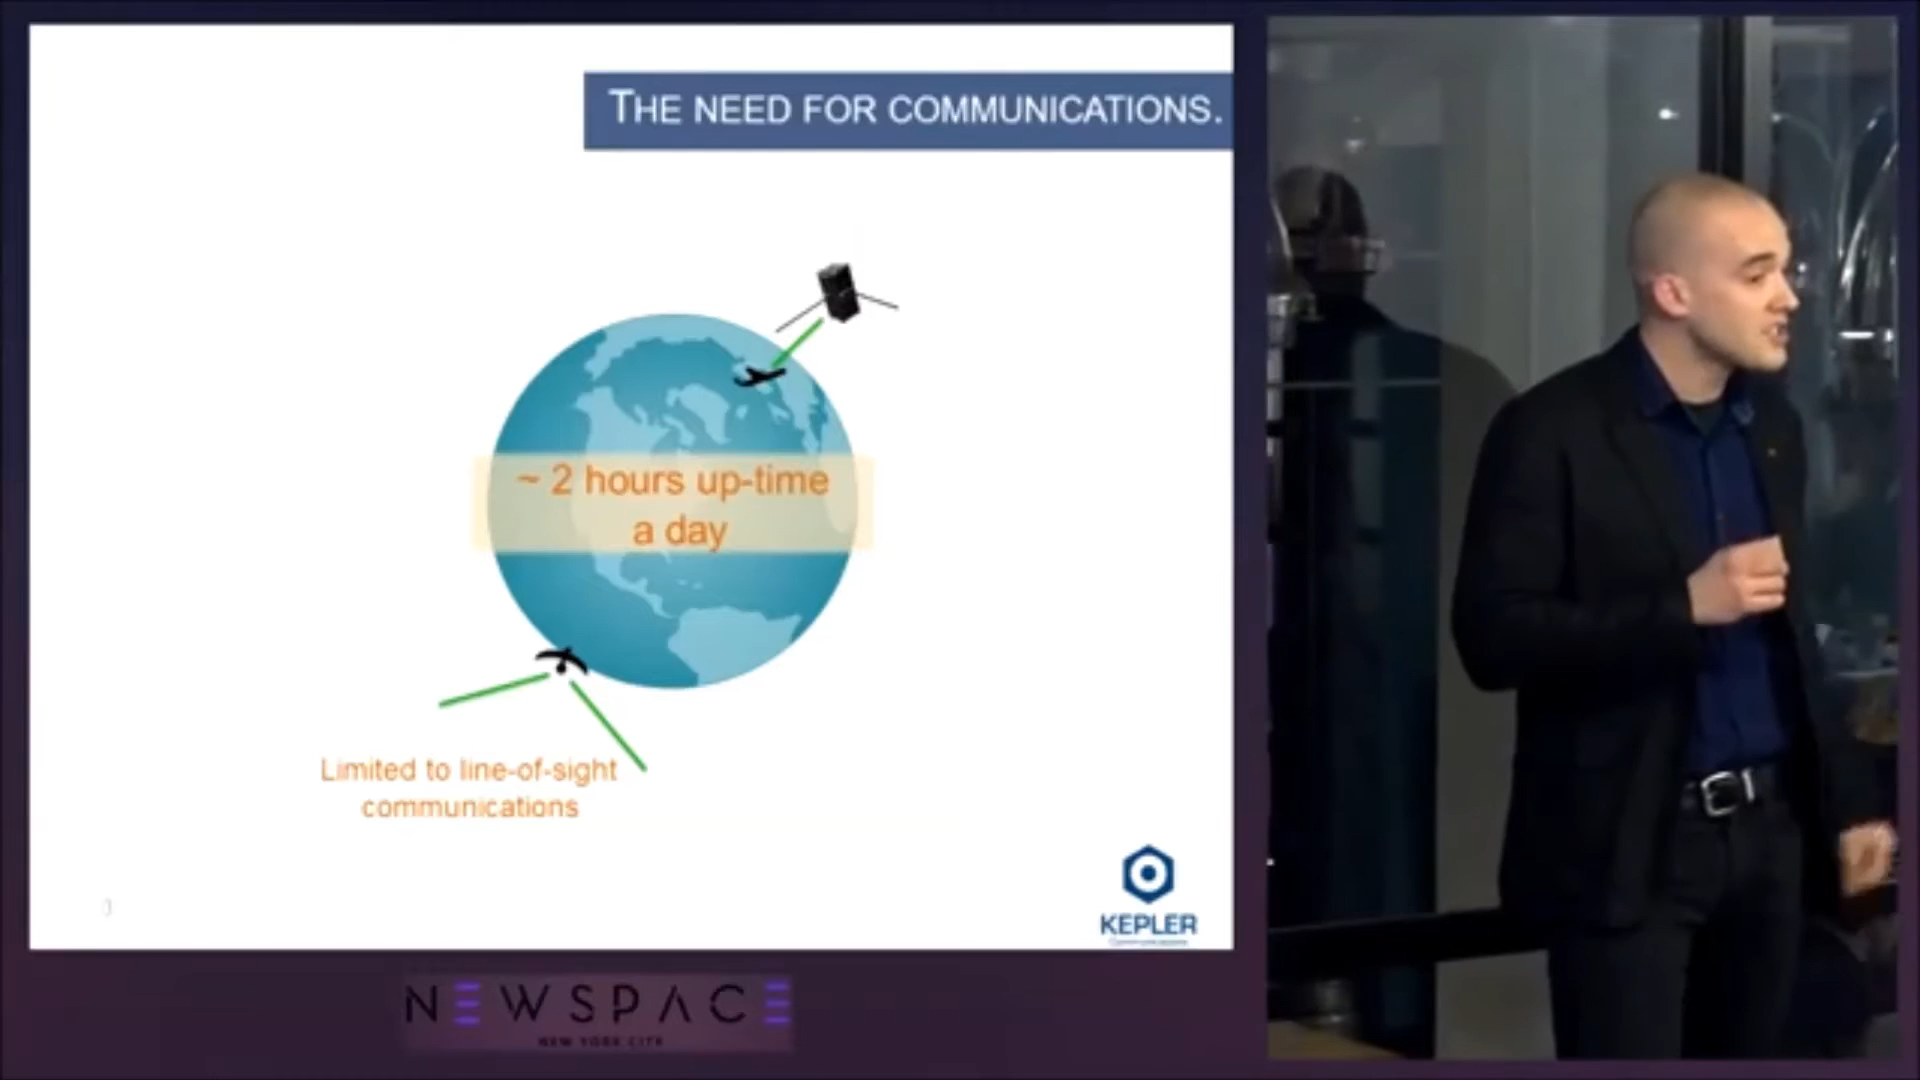 THE NEED FOR COMMUNICATIONS.
~ 2 hours up-time
a day
Limited to line-of-sight
communications
KEPLER
Communications
NEWSPACE
NEW YORK CITY